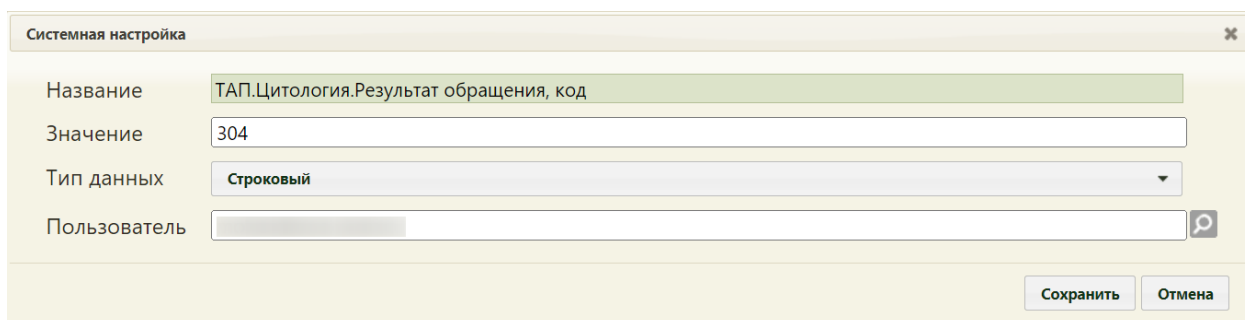 Системная настройка
Название ТАП.Цитология.Результат обращения, код
Значение 304
Тип данных Строковый
Пользователь
Сохранить Отмена